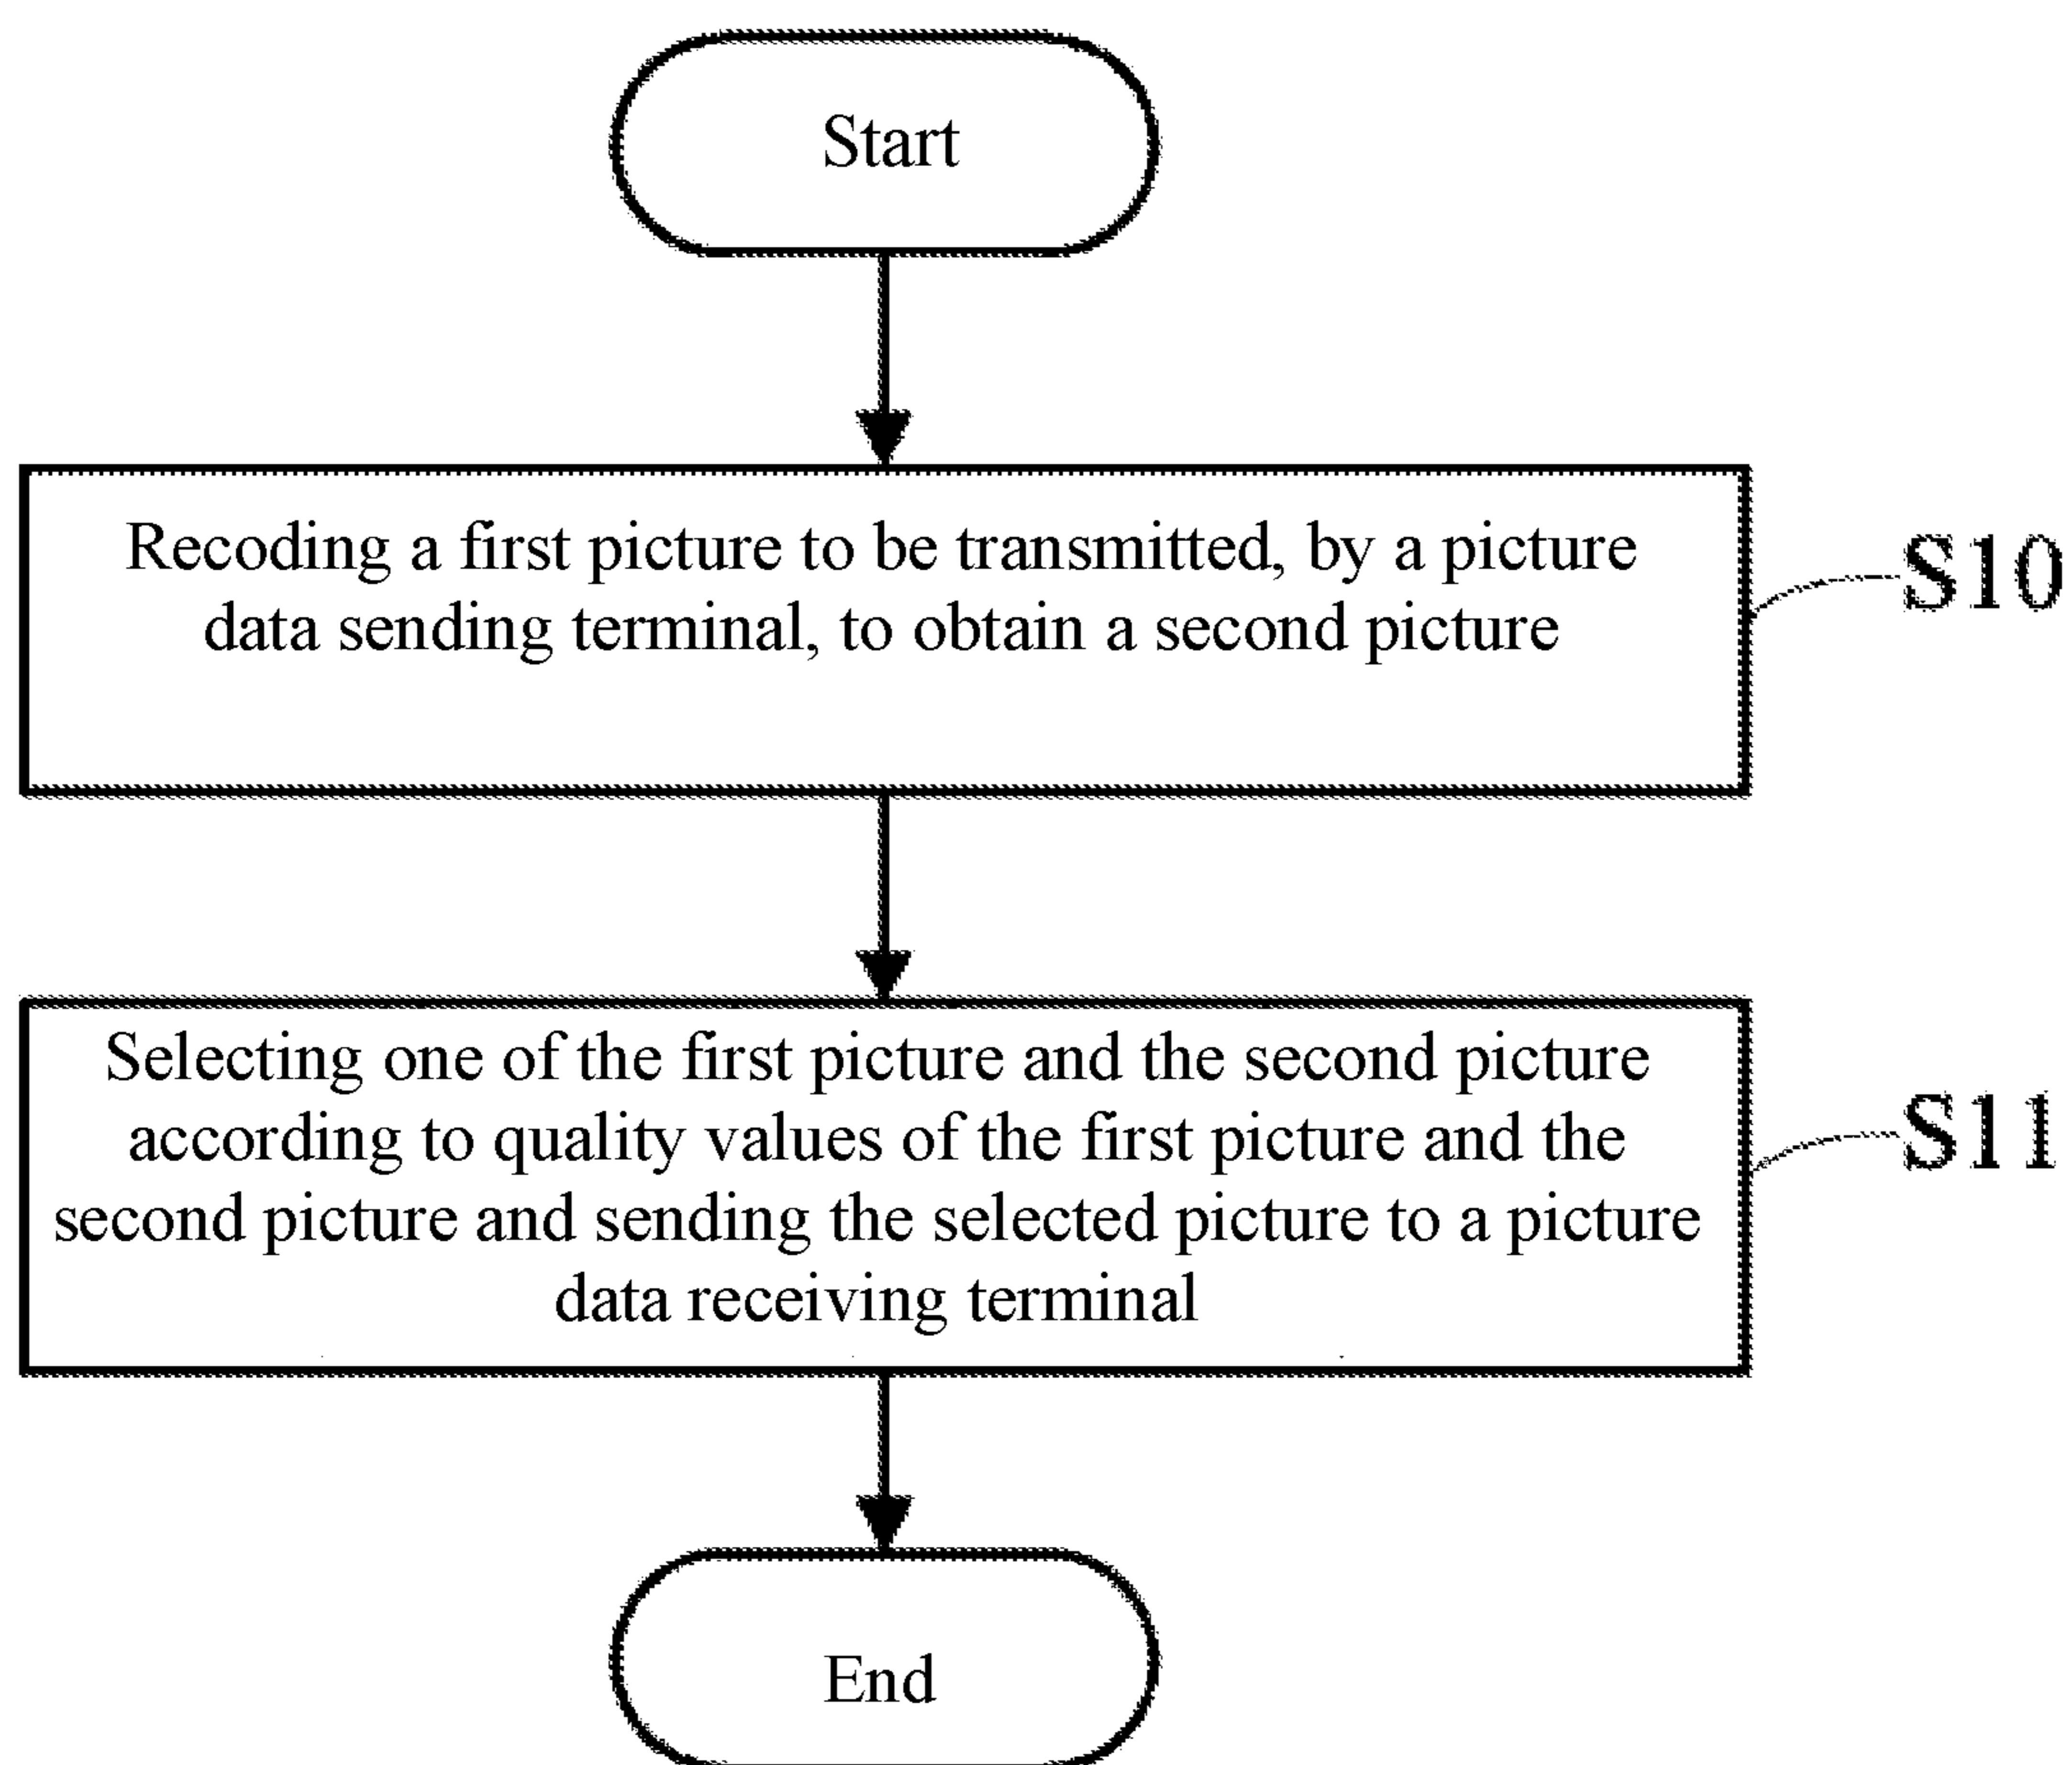 Start
Recoding a first picture to be transmitted, by a picture
data sending terminal, to obtain a second picture
S10
Selecting one of the first picture and the second picture
according to quality values of the first picture and the
second picture and sending the selected picture to a picture
data receiving terminal
S11
End